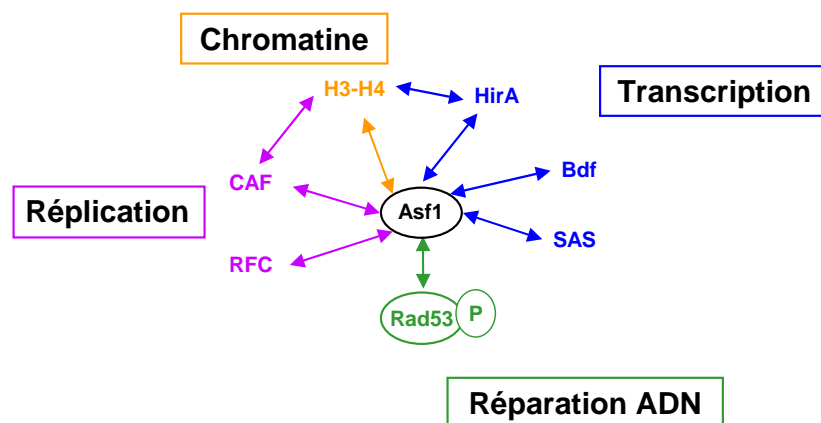 Chromatine
H3-H4
HirA
Transcription
Bdf
CAF
Réplication
Asf1
SAS
RFC
Rad53
P
Réparation ADN